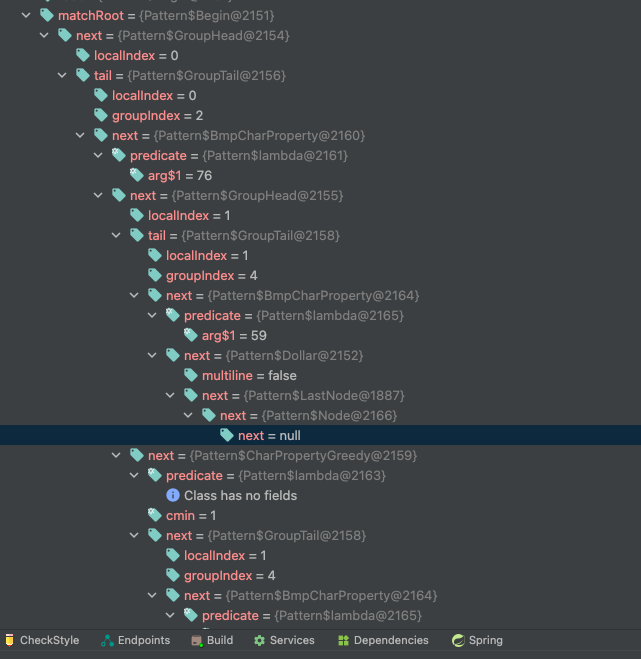 matchRoot = {Pattern$Begin@2151}
next = {Pattern$GroupHead@2154}
localIndex = 0
tail = {Pattern$GroupTail@2156}
localIndex = 0
groupIndex = 2
next = {Pattern$BmpCharProperty@2160}
predicate = {Pattern$lambda@2161}
arg$1 = 76
next = {Pattern$GroupHead@2155}
localIndex = 1
tail = {Pattern$GroupTail@2158}
localIndex = 1
groupIndex = 4
next = {Pattern$BmpCharProperty@2164}
predicate = {Pattern$lambda@2165}
arg$1 = 59
next = {Pattern$Dollar@2152}
multiline = false
next = {Pattern$LastNode@1887}
next = {Pattern$Node@2166}
next = null
next = {Pattern$CharPropertyGreedy@2159}
predicate = {Pattern$lambda@2163}
Class has no fields
cmin = 1
next = {Pattern$GroupTail@2158}
localIndex = 1
groupIndex = 4
next = {Pattern$BmpCharProperty@2164}
predicate = {Pattern$lambda@2165}
CheckStyle Endpoints Build Services Dependencies Spring